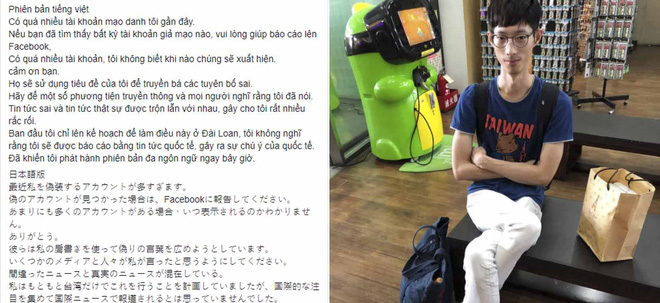 Phiên bản tiếng việt
Có quá nhiều tài khoản mạo danh tôi gần đây.
Nếu bạn đã tìm thấy bất kỳ tài khoản giả mạo nào, vui lòng giúp báo cáo lên
Facebook,
Có quá nhiều tài khoản, tôi không biết khi nào chúng sẽ xuất hiện.
cảm ơn bạn.
Họ sẽ sử dụng tiêu đề của tôi để truyền bá các tuyên bố sai.
Hãy để một số phương tiện truyền thông và mọi người nghĩ rằng tôi đã nói.
Tin tức sai và tin tức thật sự được trộn lẫn với nhau, gây cho tôi rất nhiều
rắc rối.
Ban đầu tôi chỉ lên kế hoạch để làm điều này ở Đài Loan, tôi không nghĩ
rằng tôi sẽ được báo cáo bằng tin tức quốc tế, gây ra sự chú ý của quốc tế.
Đã khiến tôi phát hành phiên bản đa ngôn ngữ ngay bây giờ.
日本語版
最近私を偽装するアカウントが多すぎます。
偽のアカウントが見つかった場合は、Facebookに報告してください。
あまりにも多くのアカウントがある場合・いつ表示されるのかわかりませ
ん。
ありがとう。
彼らは私の肩書きを使って偽りの言葉を広めようとしています。
いくつかのメディアと人々が私が言ったと思うようにしてください。
間違ったニュースと真実のニュースが混在している。
私はもともと台湾だけでこれを行うことを計画していましたが、国際的な注
目を集めて国際ニュースで報道されるとは思っていませんでした。
TAIWAN